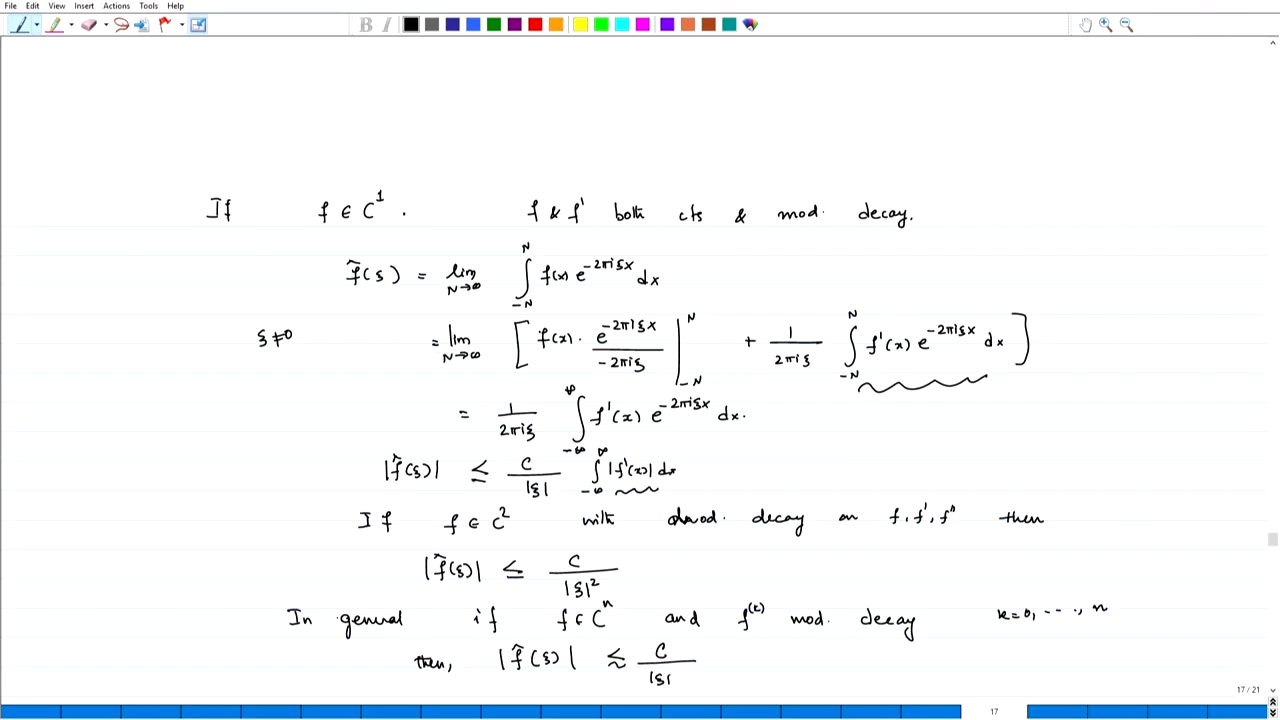 File Edit View Insert Actions Tools Help
B I
If f ∈ C¹. f & f' both cts & mod. decay.
f̂(ξ) = lim_{N→∞} ∫_{-N}^{N} f(x) e^{-2πiξx} dx
ξ ≠ 0 = lim_{N→∞} [ f(x) · e^{-2πiξx} / -2πiξ |_{-N}^{N} + 1/2πiξ ∫_{-N}^{N} f'(x) e^{-2πiξx} dx ]
= 1/2πiξ ∫_{-∞}^{∞} f'(x) e^{-2πiξx} dx.
|f̂(ξ)| ≤ C/|ξ| ∫_{-∞}^{∞} |f'(x)| dx
If f ∈ C² with mod. decay on f, f', f'' then
|f̂(ξ)| ≤ C/|ξ|²
In general if f ∈ Cⁿ and f^{(k)} mod. decay k=0, ---, n
then, |f̂(ξ)| ≲ C/|ξ|
17 / 21
17